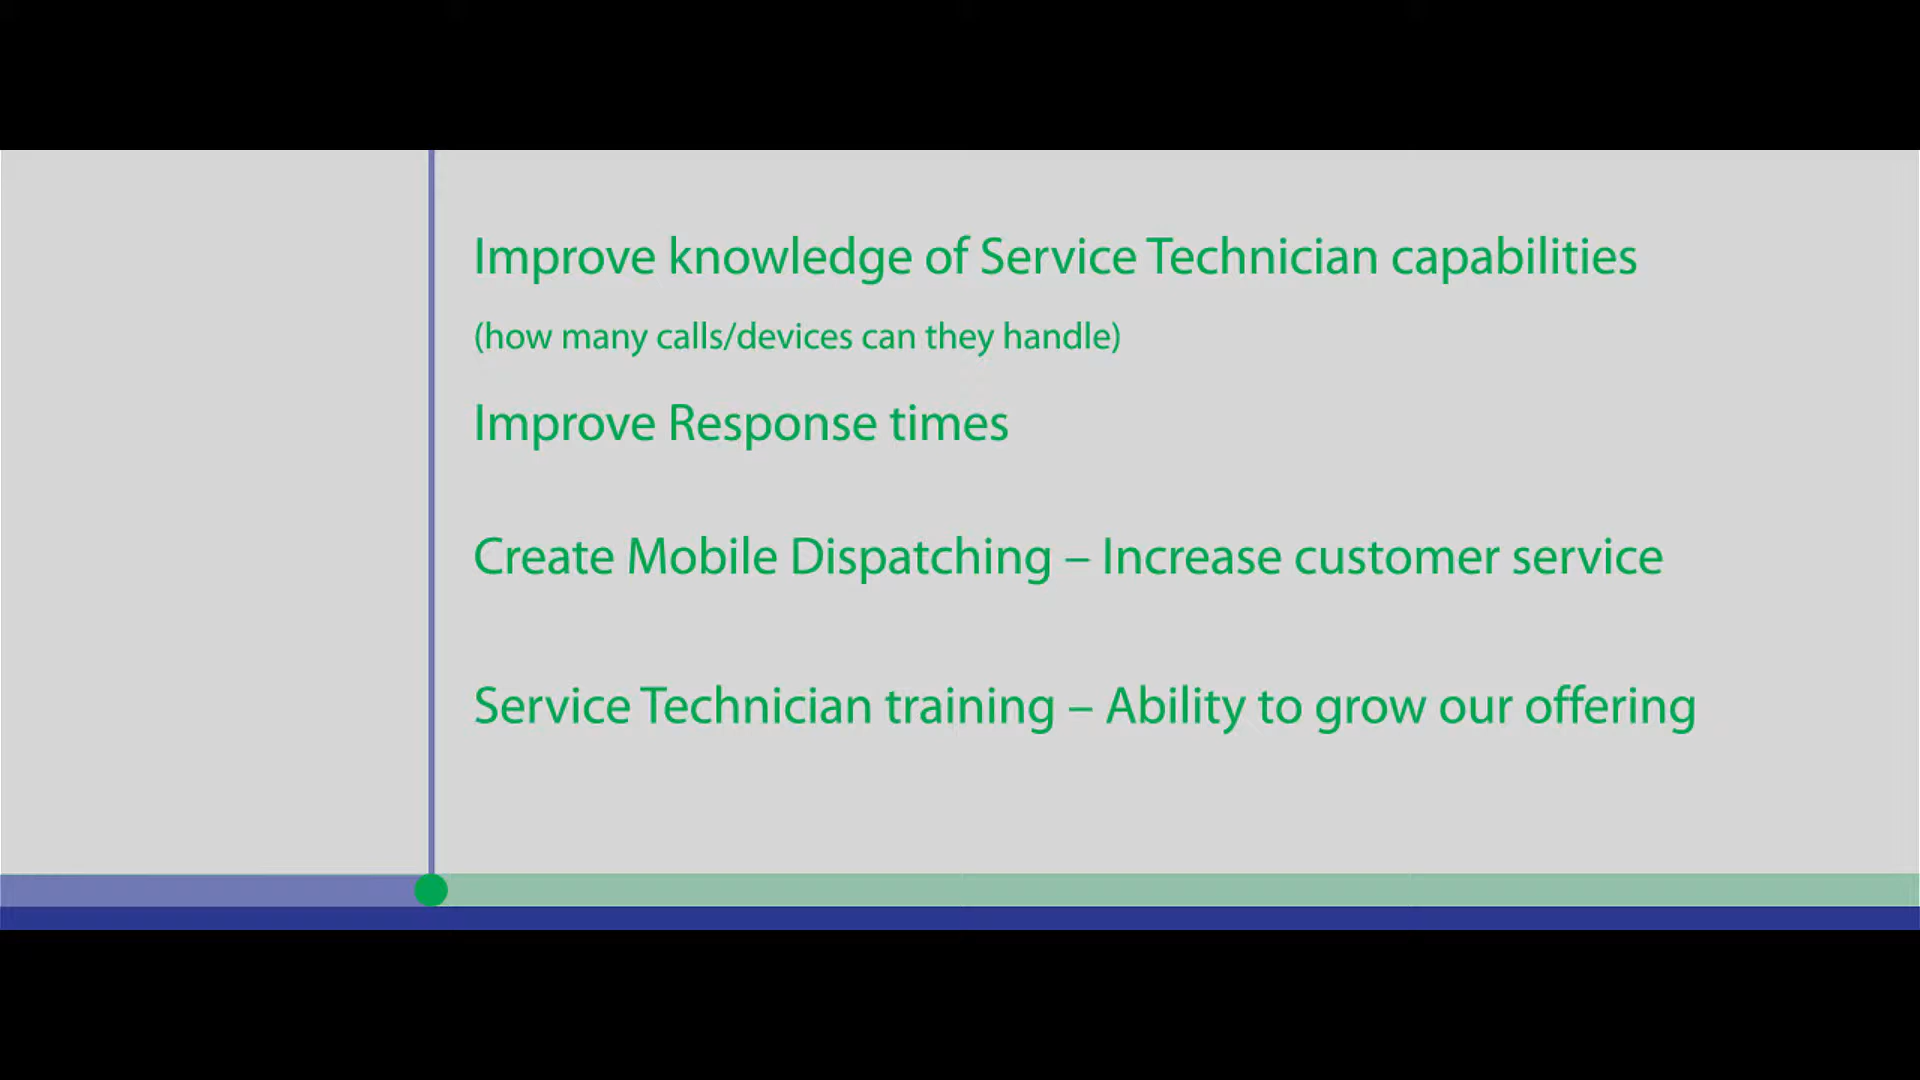 Improve knowledge of Service Technician capabilities
(how many calls/devices can they handle)
Improve Response times
Create Mobile Dispatching – Increase customer service
Service Technician training – Ability to grow our offering